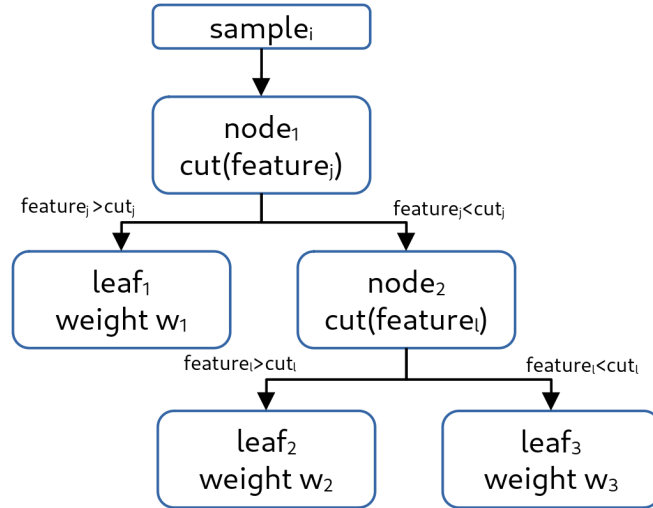 sampleᵢ
node₁
cut(featureⱼ)
featureⱼ>cutⱼ
featureⱼ<cutⱼ
leaf₁
weight w₁
node₂
cut(featureₗ)
featureₗ>cutₗ
featureₗ<cutₗ
leaf₂
weight w₂
leaf₃
weight w₃